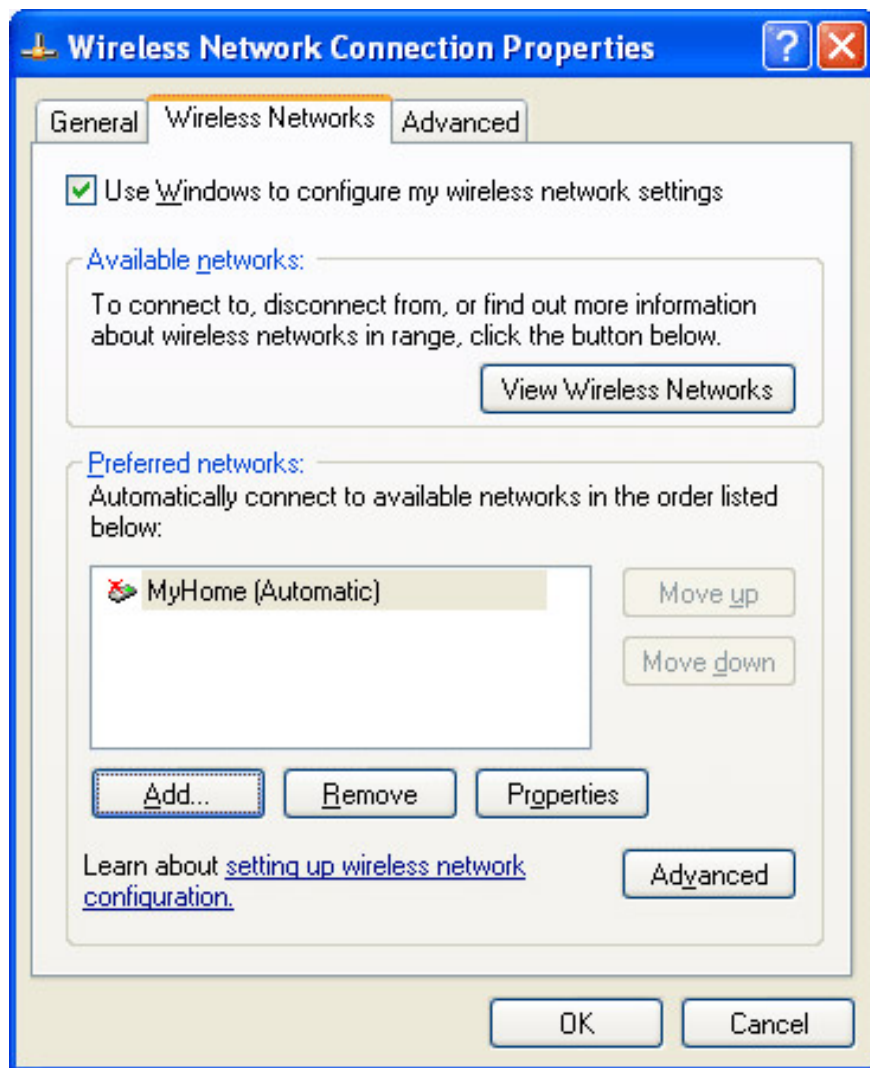 Wireless Network Connection Properties
General
Wireless Networks
Advanced
Use Windows to configure my wireless network settings
Available networks:
To connect to, disconnect from, or find out more information
about wireless networks in range, click the button below.
View Wireless Networks
Preferred networks:
Automatically connect to available networks in the order listed
below:
MyHome (Automatic)
Move up
Move down
Add...
Remove
Properties
Learn about setting up wireless network
configuration.
Advanced
OK
Cancel